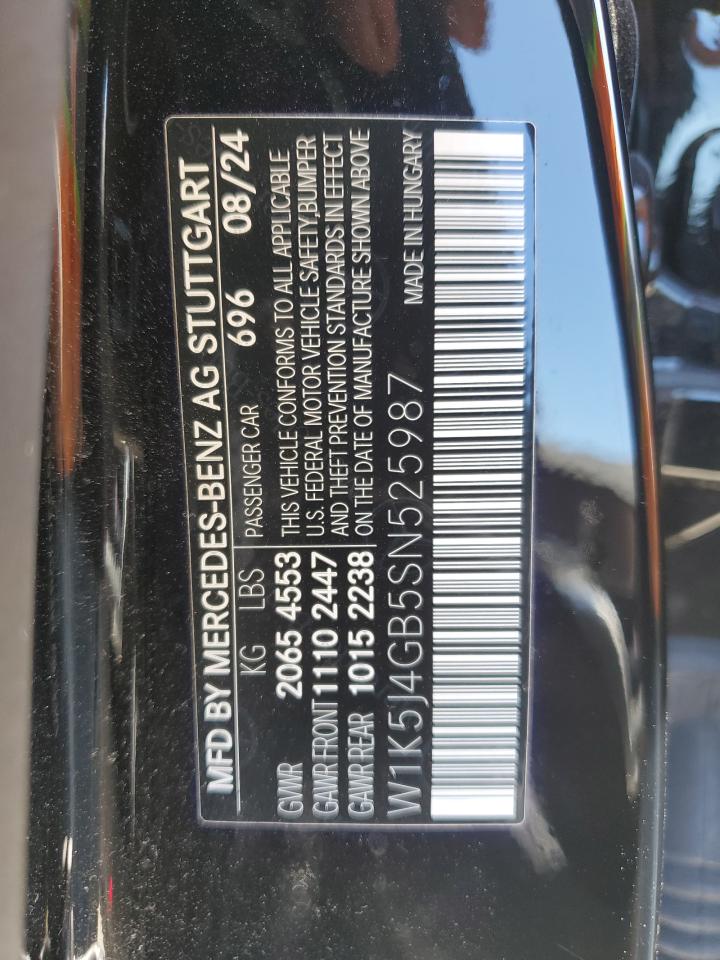 MFD BY MERCEDES-BENZ AG STUTTGART
696 08/24
KG LBS PASSENGER CAR
GVWR 2065 4553 THIS VEHICLE CONFORMS TO ALL APPLICABLE
GAWR FRONT 1110 2447 U.S. FEDERAL MOTOR VEHICLE SAFETY, BUMPER
GAWR REAR 1015 2238 AND THEFT PREVENTION STANDARDS IN EFFECT
ON THE DATE OF MANUFACTURE SHOWN ABOVE
W1K5J4GB5SN525987 MADE IN HUNGARY